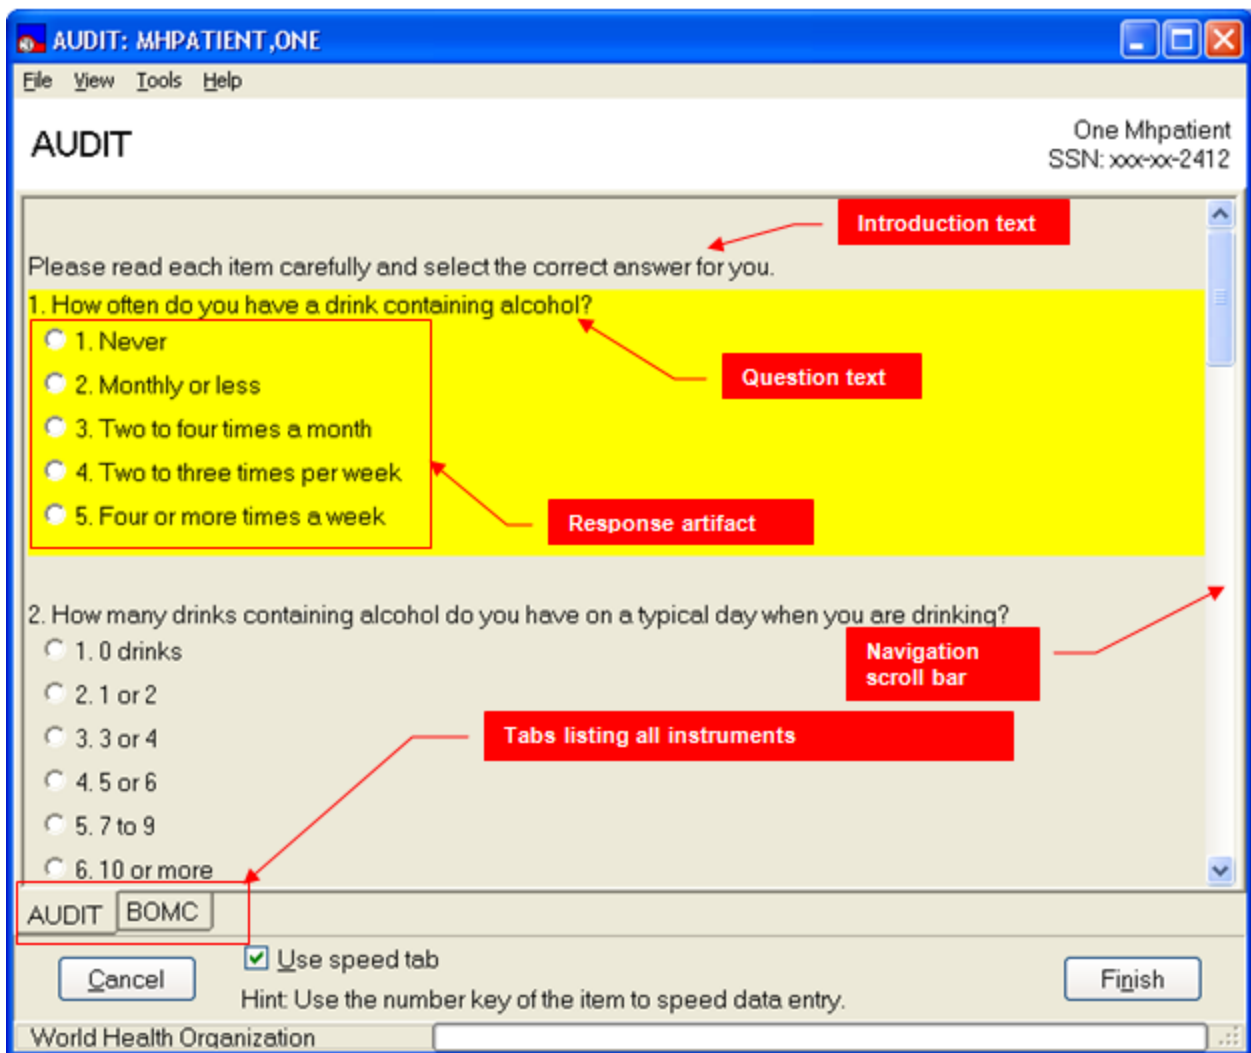 AUDIT: MHPATIENT,ONE
File View Tools Help
AUDIT
One Mhpatient
SSN: xxx-xx-2412
Introduction text
Please read each item carefully and select the correct answer for you.
1. How often do you have a drink containing alcohol?
1. Never
Question text
2. Monthly or less
3. Two to four times a month
4. Two to three times per week
5. Four or more times a week
Response artifact
2. How many drinks containing alcohol do you have on a typical day when you are drinking?
1. 0 drinks
Navigation
scroll bar
2. 1 or 2
3. 3 or 4
Tabs listing all instruments
4. 5 or 6
5. 7 to 9
6. 10 or more
AUDIT BOMC
Cancel
Use speed tab
Hint: Use the number key of the item to speed data entry.
Finish
World Health Organization